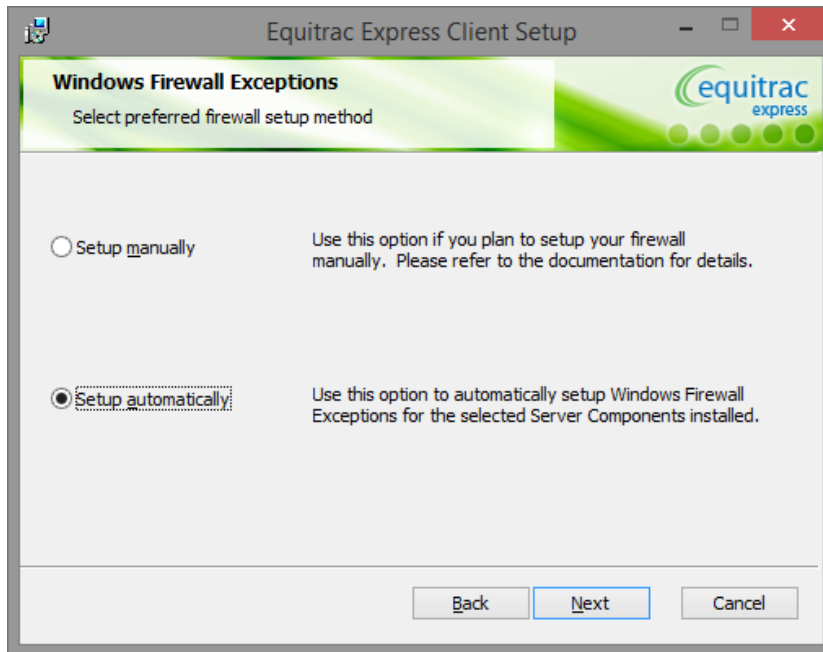 Equitrac Express Client Setup
Windows Firewall Exceptions
Select preferred firewall setup method
equitrac
express
Setup manually
Use this option if you plan to setup your firewall
manually. Please refer to the documentation for details.
Setup automatically
Use this option to automatically setup Windows Firewall
Exceptions for the selected Server Components installed.
Back
Next
Cancel